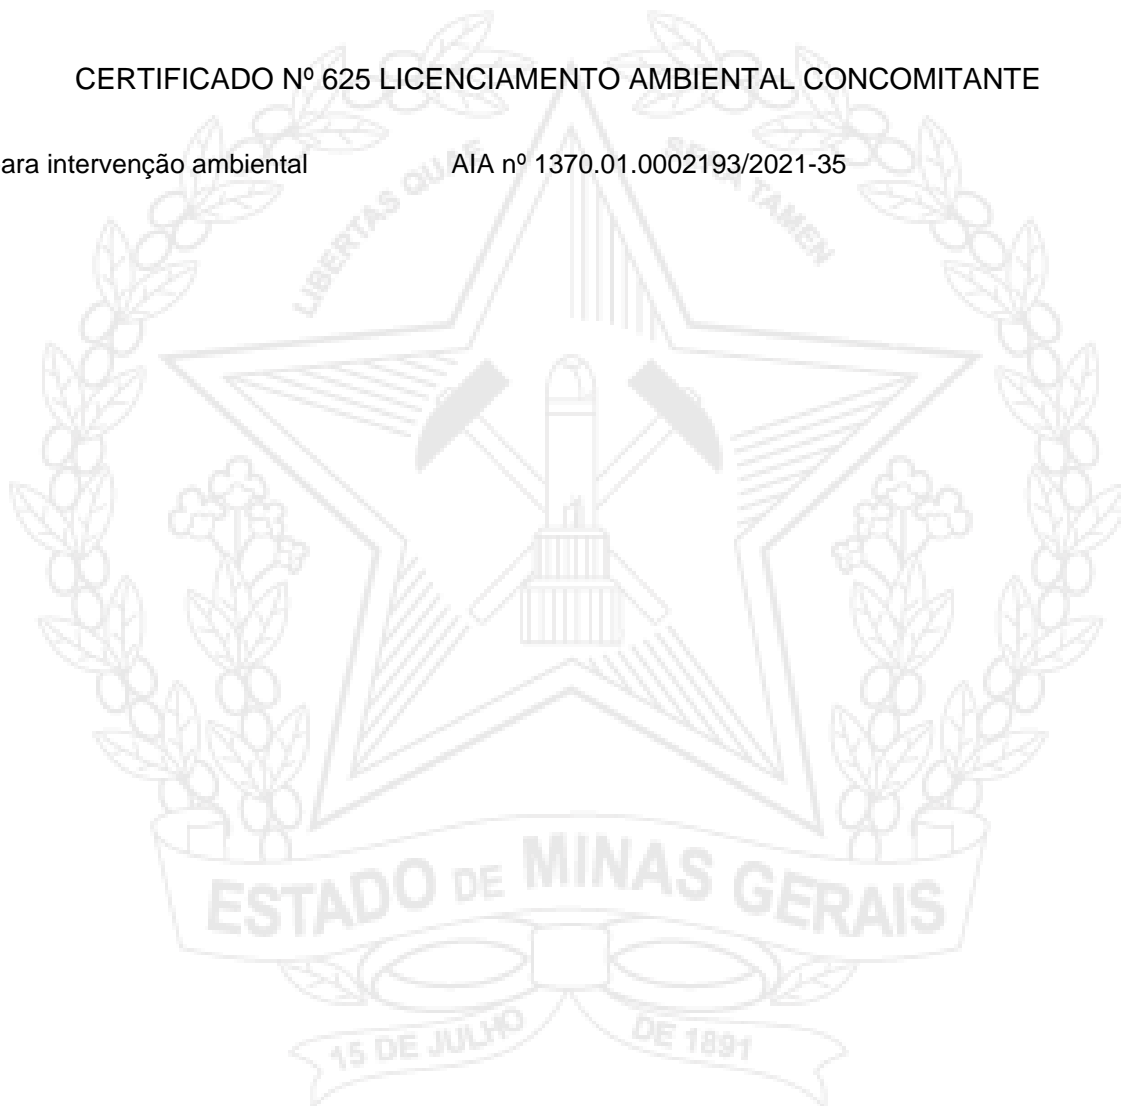 CERTIFICADO Nº 625 LICENCIAMENTO AMBIENTAL CONCOMITANTE
ara intervenção ambiental AIA nº 1370.01.0002193/2021-35
LIBERTAS QUAE SERA TAMEN
ESTADO DE MINAS GERAIS
15 DE JULHO DE 1891